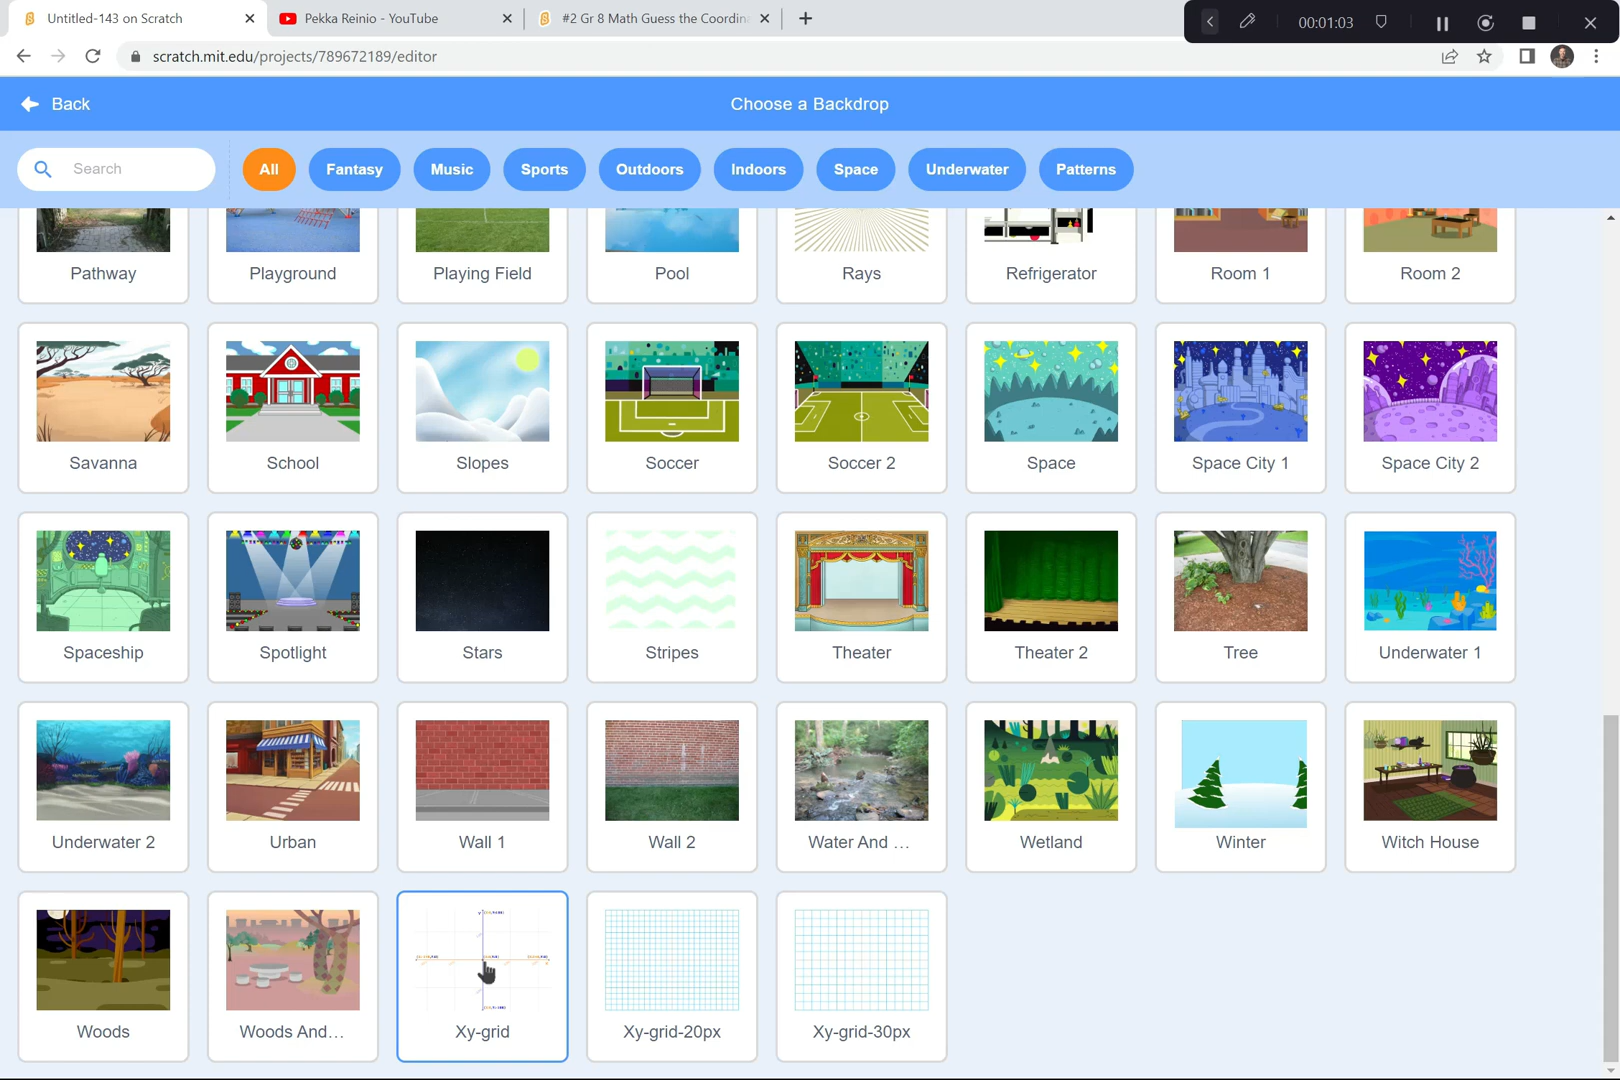 Untitled-143 on Scratch
Pekka Reinio - YouTube
#2 Gr 8 Math Guess the Coordin
00:01:03
scratch.mit.edu/projects/789672189/editor
Back
Choose a Backdrop
Search
All
Fantasy
Music
Sports
Outdoors
Indoors
Space
Underwater
Patterns
Pathway
Playground
Playing Field
Pool
Rays
Refrigerator
Room 1
Room 2
Savanna
School
Slopes
Soccer
Soccer 2
Space
Space City 1
Space City 2
Spaceship
Spotlight
Stars
Stripes
Theater
Theater 2
Tree
Underwater 1
Underwater 2
Urban
Wall 1
Wall 2
Water And ...
Wetland
Winter
Witch House
Woods
Woods And...
Xy-grid
Xy-grid-20px
Xy-grid-30px